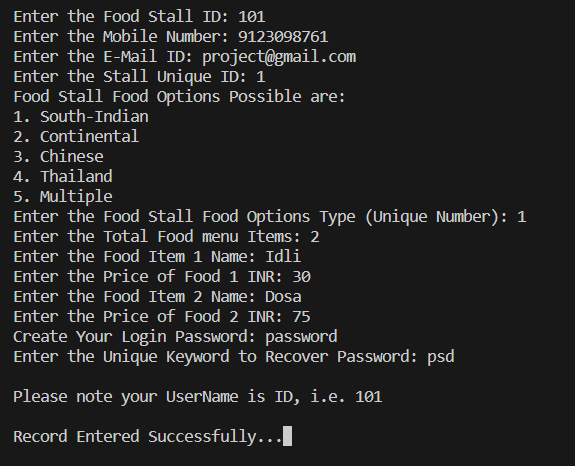 Enter the Food Stall ID: 101
Enter the Mobile Number: 9123098761
Enter the E-Mail ID: project@gmail.com
Enter the Stall Unique ID: 1
Food Stall Food Options Possible are:
1. South-Indian
2. Continental
3. Chinese
4. Thailand
5. Multiple
Enter the Food Stall Food Options Type (Unique Number): 1
Enter the Total Food menu Items: 2
Enter the Food Item 1 Name: Idli
Enter the Price of Food 1 INR: 30
Enter the Food Item 2 Name: Dosa
Enter the Price of Food 2 INR: 75
Create Your Login Password: password
Enter the Unique Keyword to Recover Password: psd
Please note your UserName is ID, i.e. 101
Record Entered Successfully...